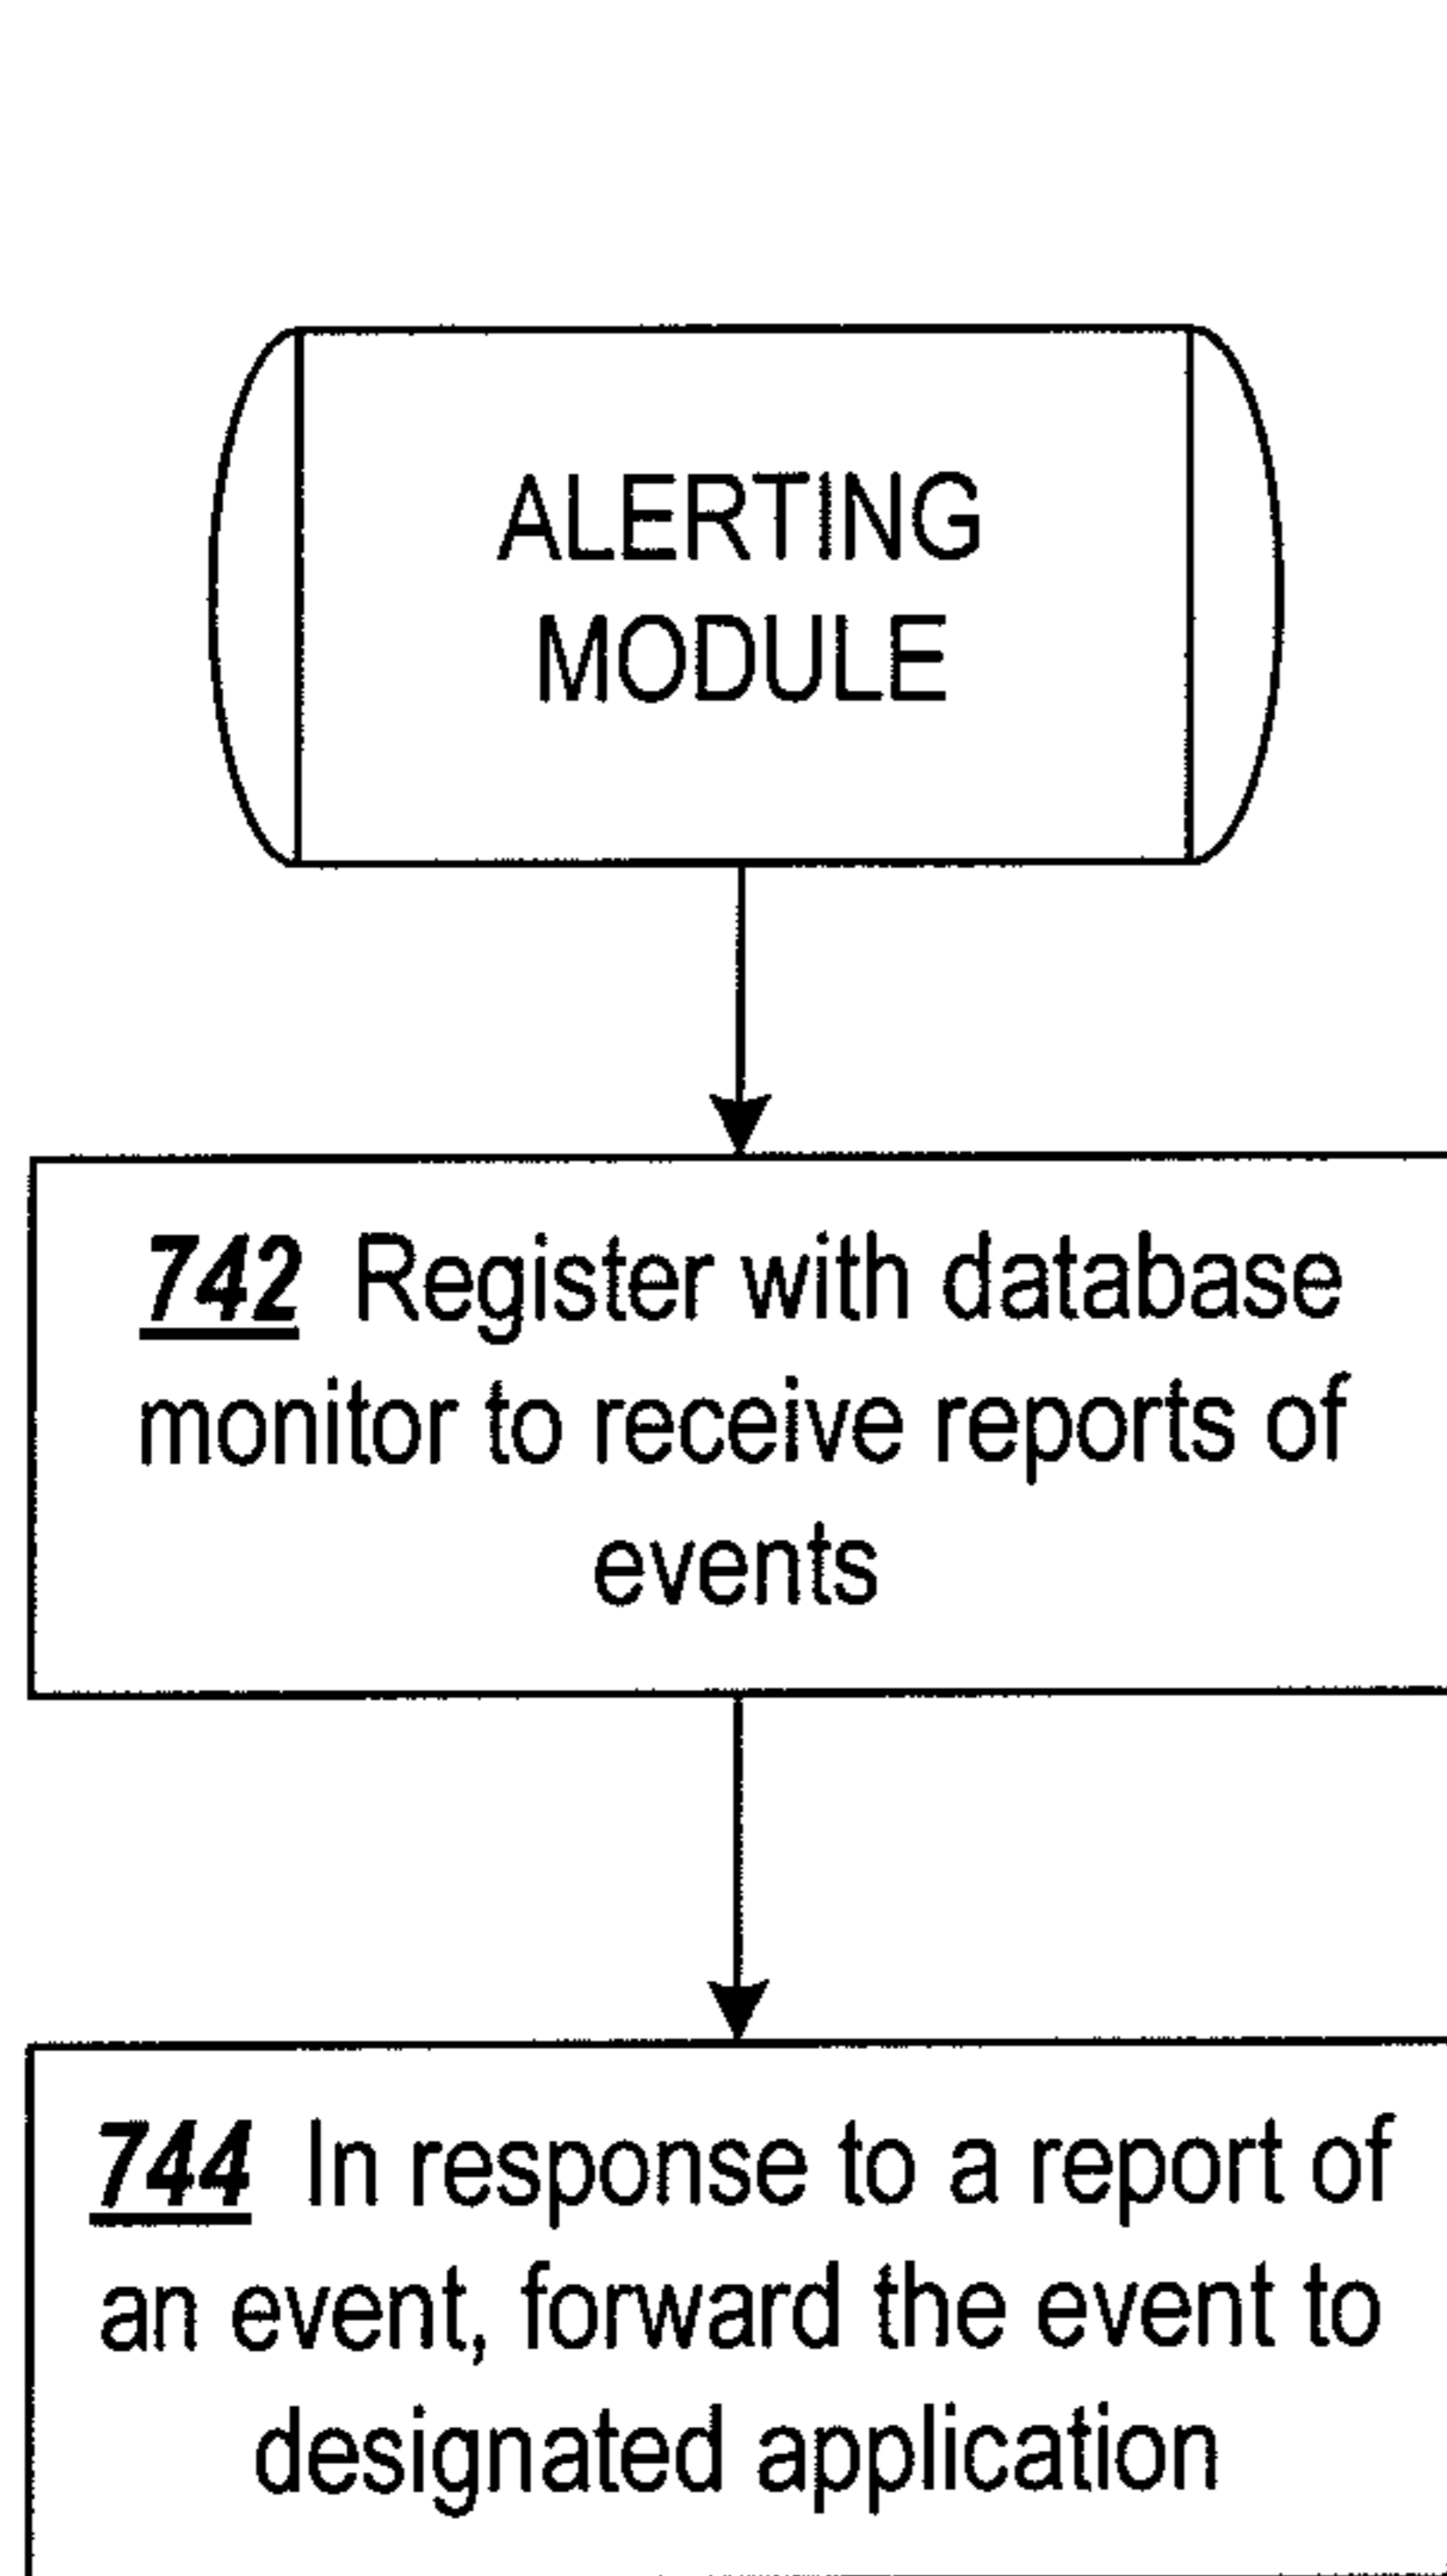 ALERTING
MODULE
742 Register with database
monitor to receive reports of
events
744 In response to a report of
an event, forward the event to
designated application